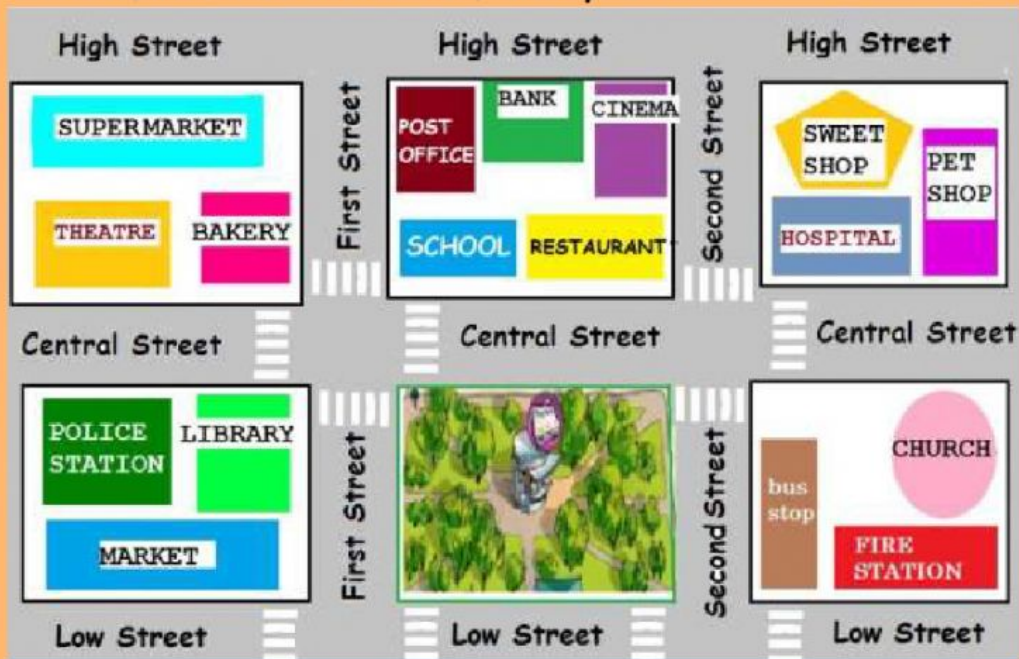 High Street
High Street
High Street
SUPERMARKET
THEATRE
BAKERY
First Street
POST
OFFICE
BANK
CINEMA
SCHOOL
RESTAURANT
Second Street
SWEET
SHOP
PET
SHOP
HOSPITAL
Central Street
Central Street
Central Street
POLICE
STATION
LIBRARY
MARKET
First Street
Second Street
bus
stop
CHURCH
FIRE
STATION
Low Street
Low Street
Low Street